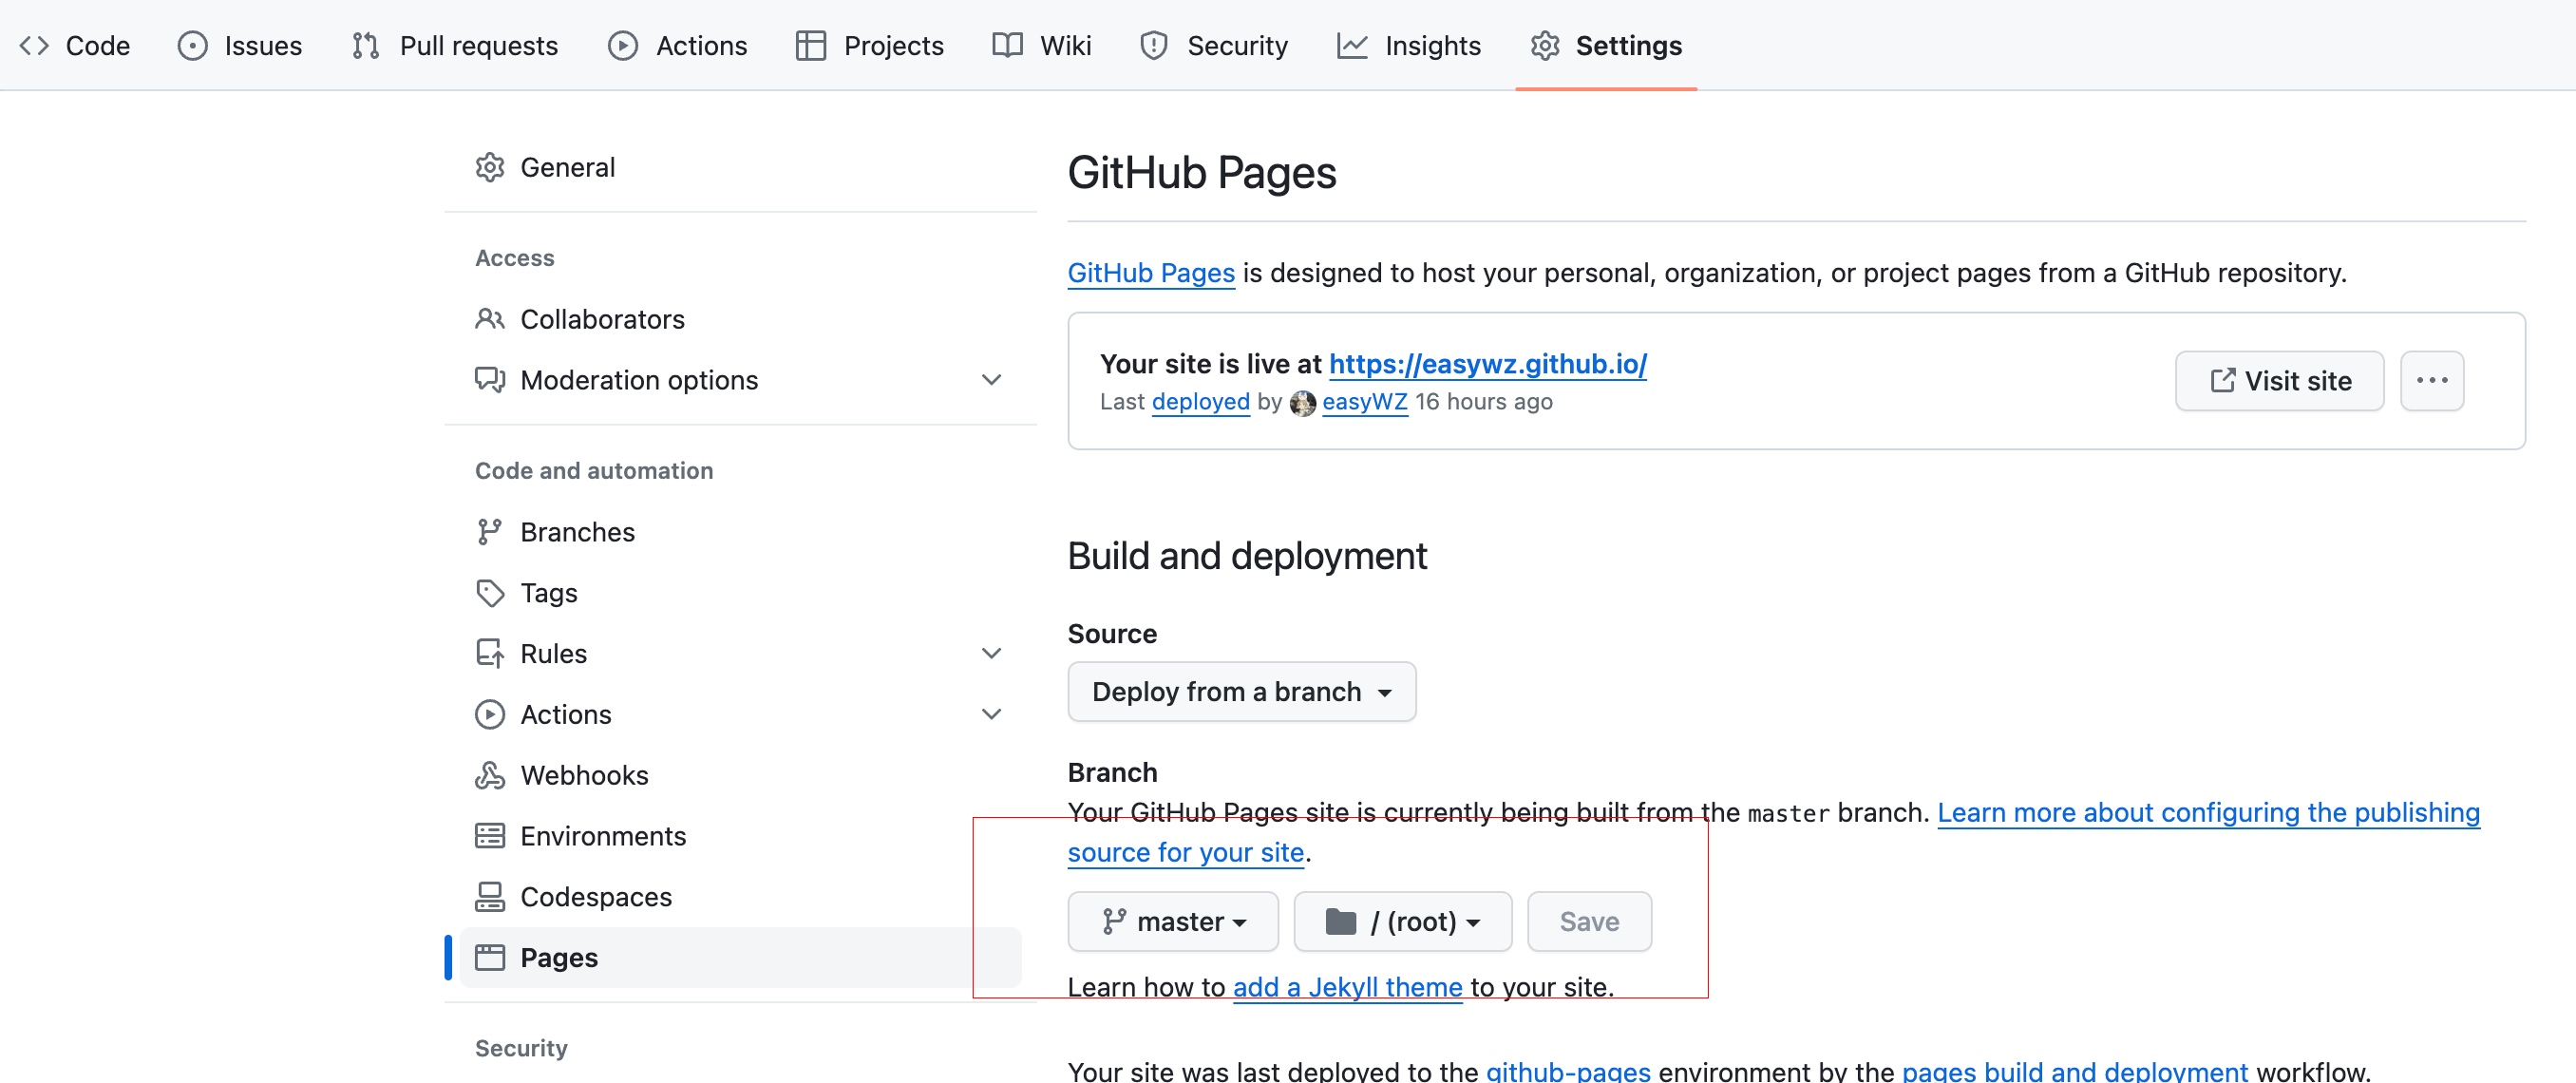 Code Issues Pull requests Actions Projects Wiki Security Insights Settings
General
Access
Collaborators
Moderation options
Code and automation
Branches
Tags
Rules
Actions
Webhooks
Environments
Codespaces
Pages
Security
GitHub Pages
GitHub Pages is designed to host your personal, organization, or project pages from a GitHub repository.
Your site is live at https://easywz.github.io/
Last deployed by easyWZ 16 hours ago
Visit site
Build and deployment
Source
Deploy from a branch
Branch
Your GitHub Pages site is currently being built from the master branch. Learn more about configuring the publishing
source for your site.
master / (root) Save
Learn how to add a Jekyll theme to your site.
Your site was last deployed to the github-pages environment by the pages build and deployment workflow.